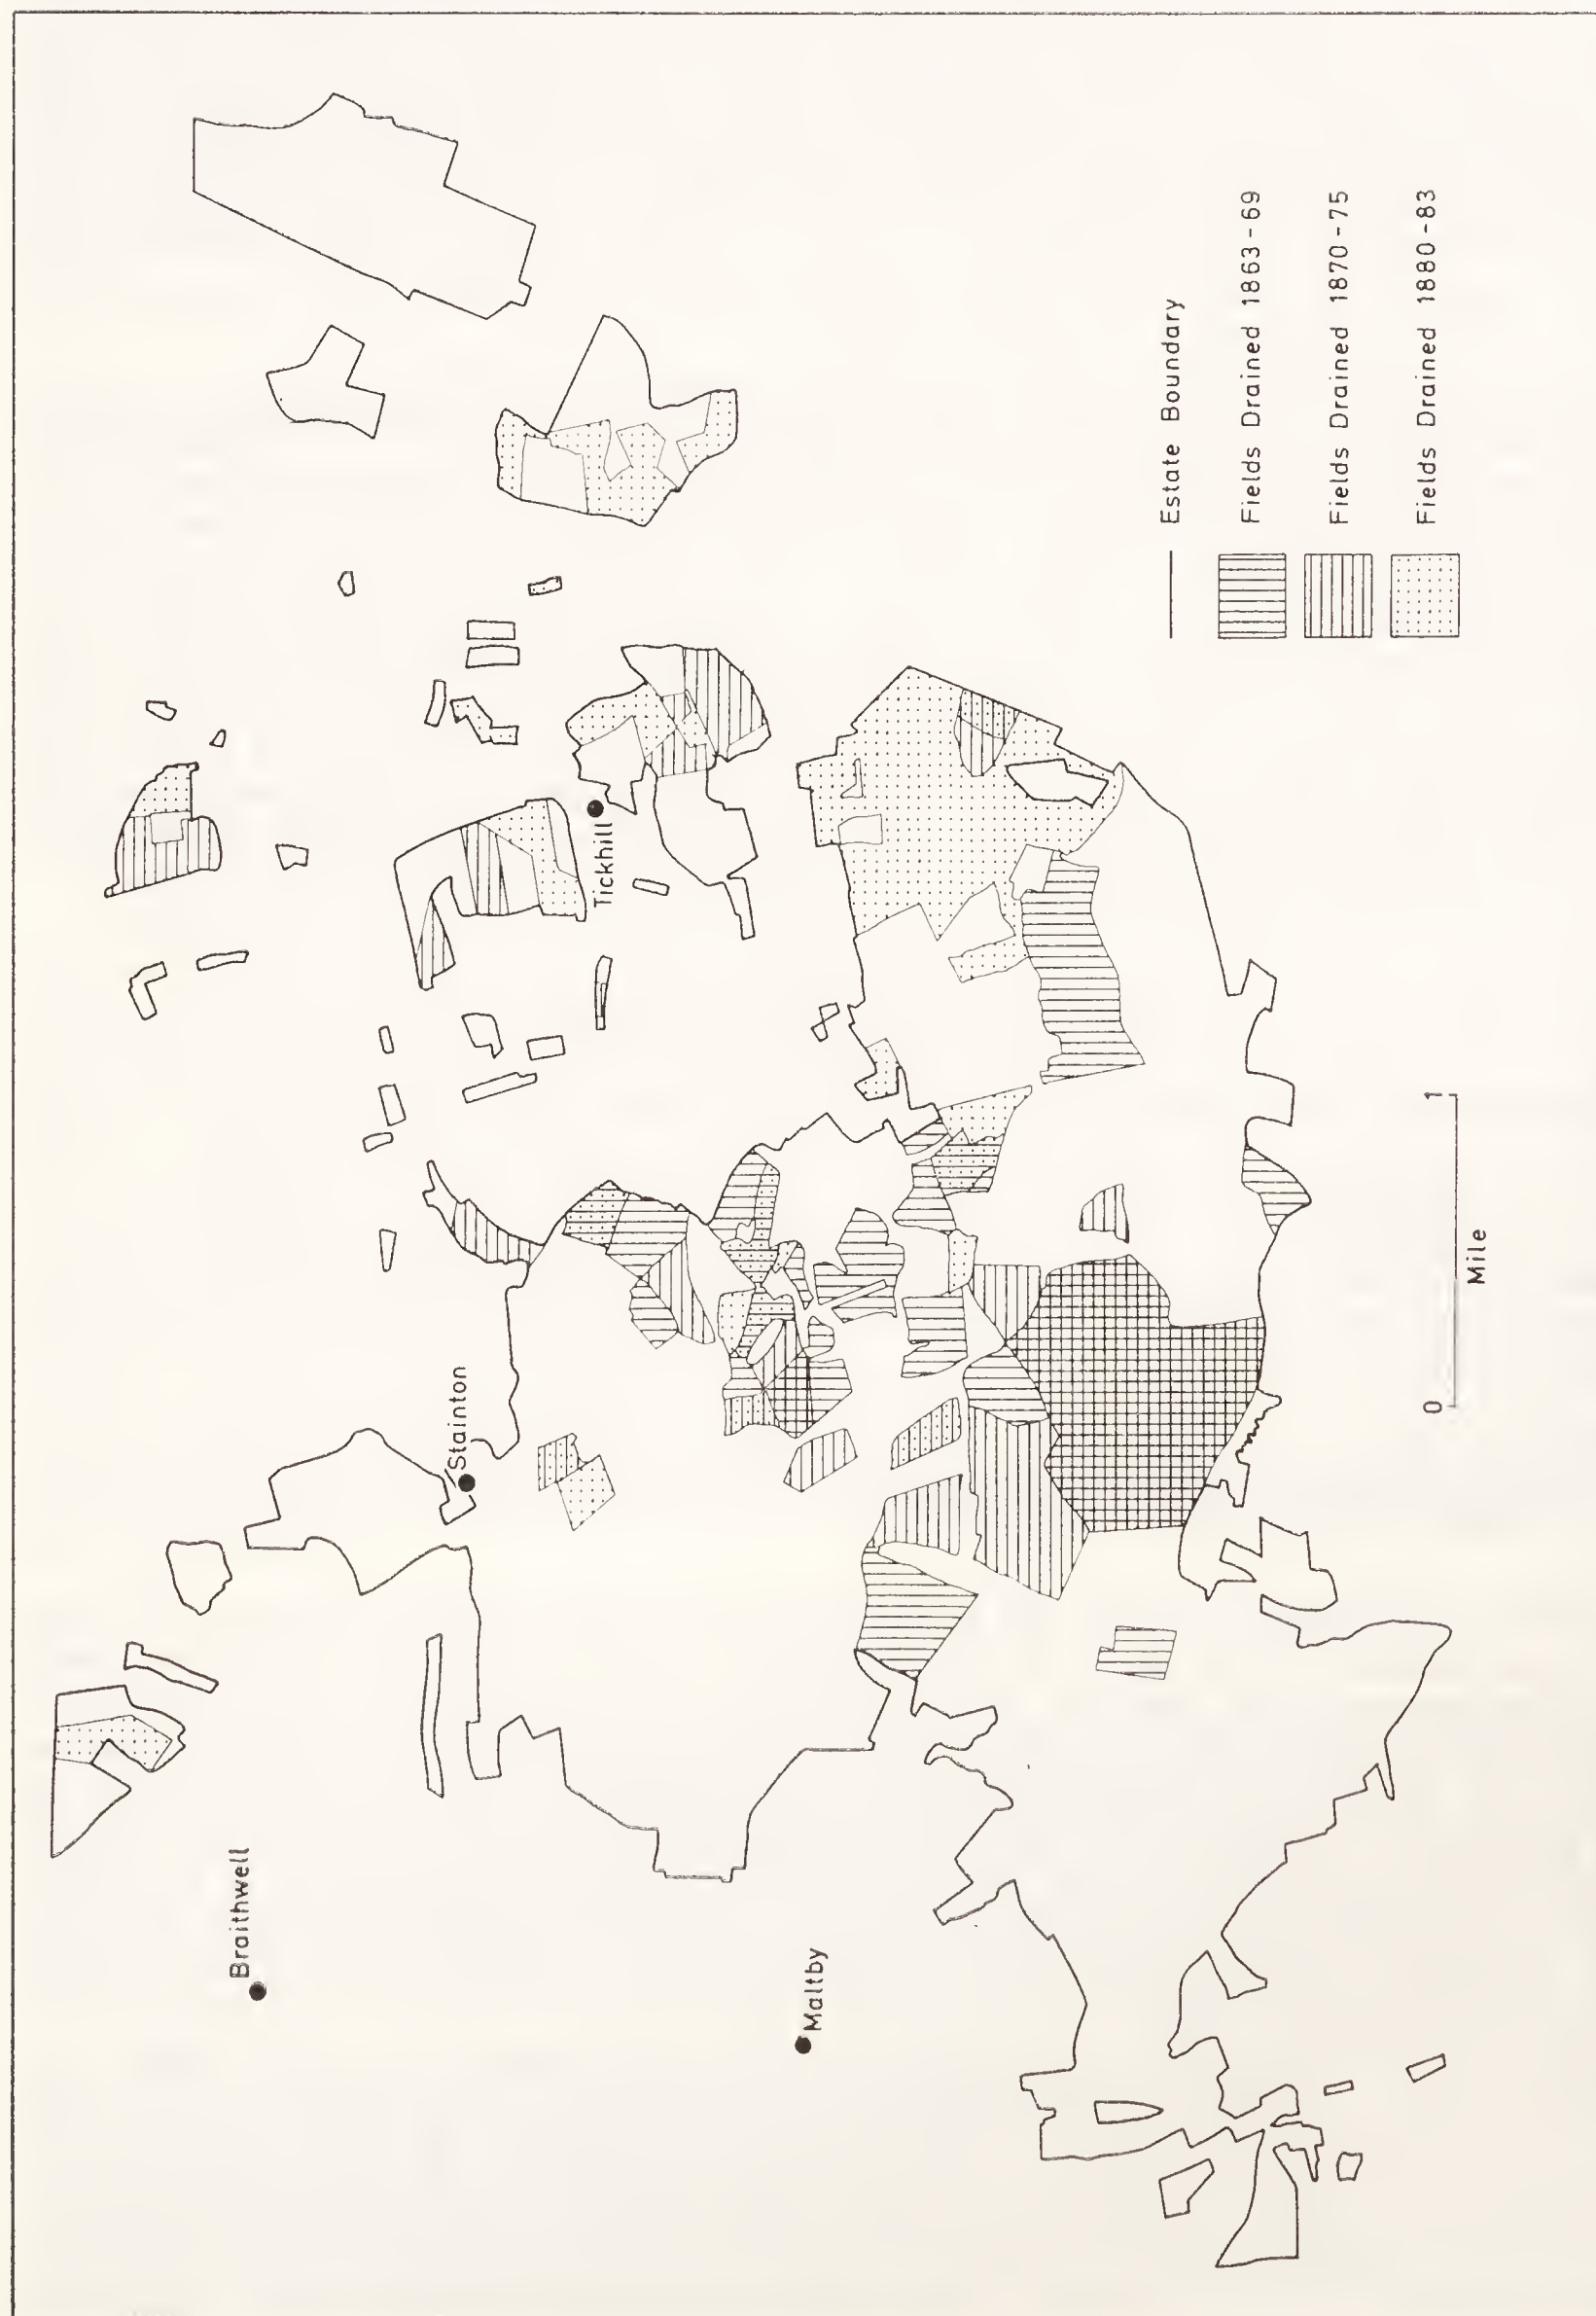 Braithwell
Stainton
Tickhill
Maltby
Estate Boundary
Fields Drained 1863-69
Fields Drained 1870-75
Fields Drained 1880-83
0 1
Mile